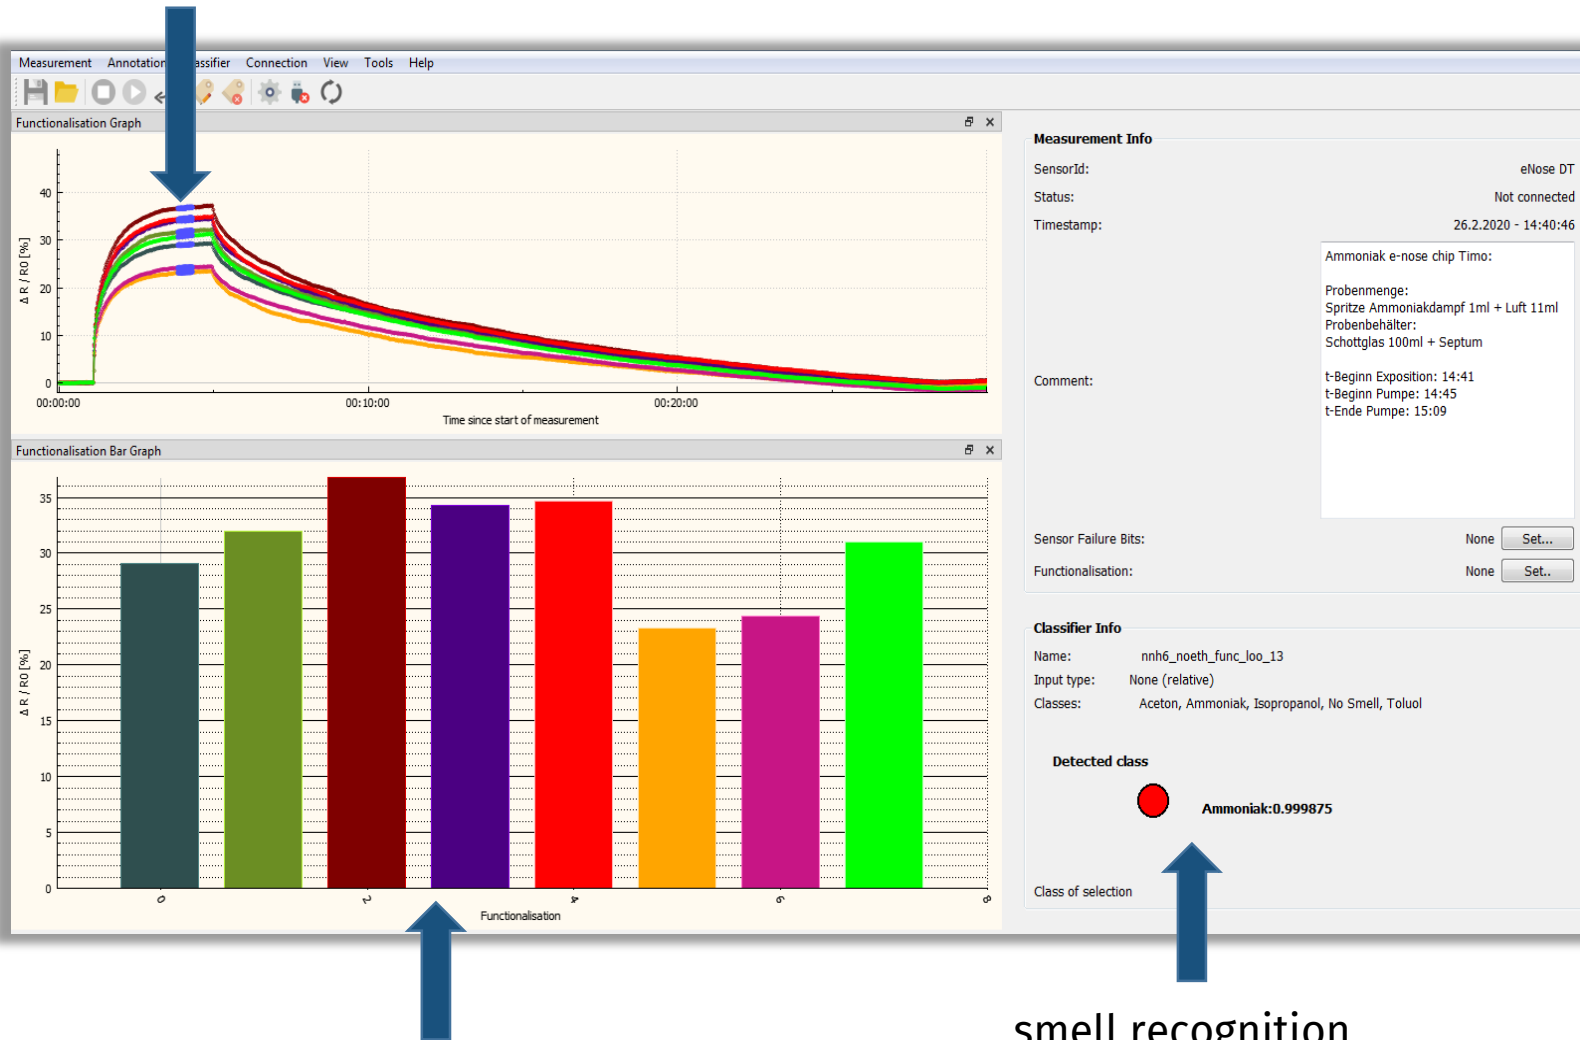 Measurement Annotation assifier Connection View Tools Help
Functionalisation Graph
40
30
20
10
0
Δ R / R0 [%]
00:00:00 00:10:00 00:20:00
Time since start of measurement
Functionalisation Bar Graph
35
30
25
20
15
10
5
0
Δ R / R0 [%]
0 2 4 6 8
Functionalisation
Measurement Info
SensorId: eNose DT
Status: Not connected
Timestamp: 26.2.2020 - 14:40:46
Comment:
Ammoniak e-nose chip Timo:
Probenmenge:
Spritze Ammoniakdampf 1ml + Luft 11ml
Probenbehälter:
Schottglas 100ml + Septum
t-Beginn Exposition: 14:41
t-Beginn Pumpe: 14:45
t-Ende Pumpe: 15:09
Sensor Failure Bits: None Set...
Functionalisation: None Set..
Classifier Info
Name: nnh6_noeth_func_loo_13
Input type: None (relative)
Classes: Aceton, Ammoniak, Isopropanol, No Smell, Toluol
Detected class
Ammoniak:0.999875
Class of selection
smell recognition